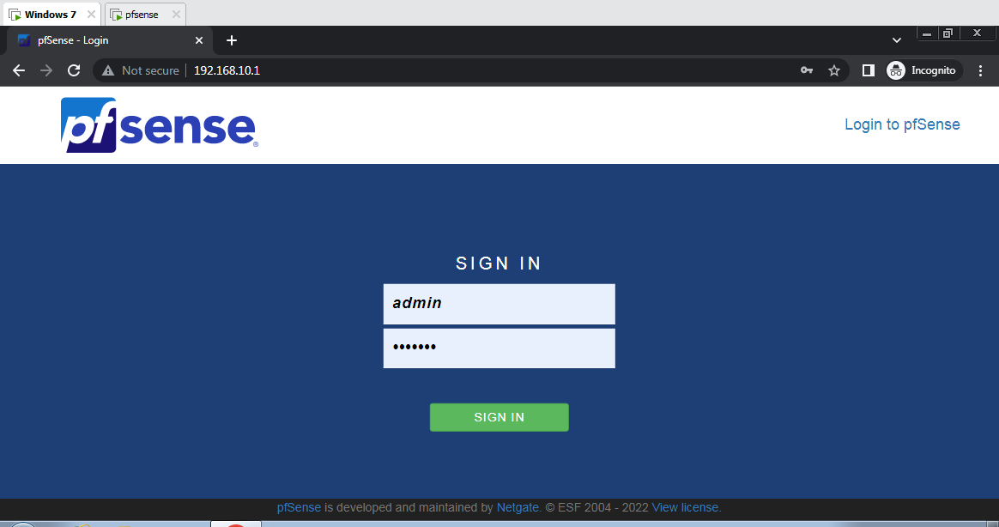 Windows 7 pfsense
pfSense - Login
Not secure 192.168.10.1 Incognito
pfsense®
Login to pfSense
SIGN IN
admin
•••••••
SIGN IN
pfSense is developed and maintained by Netgate. © ESF 2004 - 2022 View license.